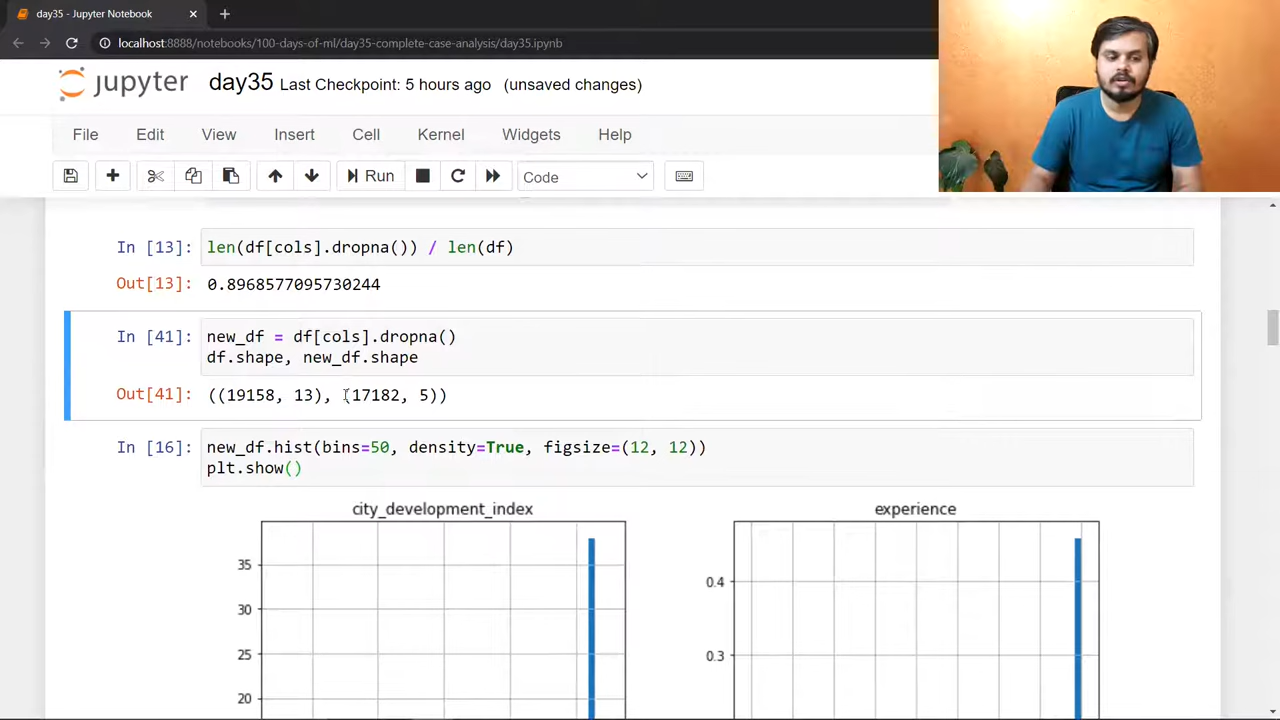 day35 - Jupyter Notebook
localhost:8888/notebooks/100-days-of-ml/day35-complete-case-analysis/day35.ipynb
jupyter day35 Last Checkpoint: 5 hours ago (unsaved changes)
File Edit View Insert Cell Kernel Widgets Help
Run Code
In [13]: len(df[cols].dropna()) / len(df)
Out[13]: 0.8968577095730244
In [41]: new_df = df[cols].dropna()
df.shape, new_df.shape
Out[41]: ((19158, 13), (17182, 5))
In [16]: new_df.hist(bins=50, density=True, figsize=(12, 12))
plt.show()
city_development_index experience
35
0.4
30
25
0.3
20